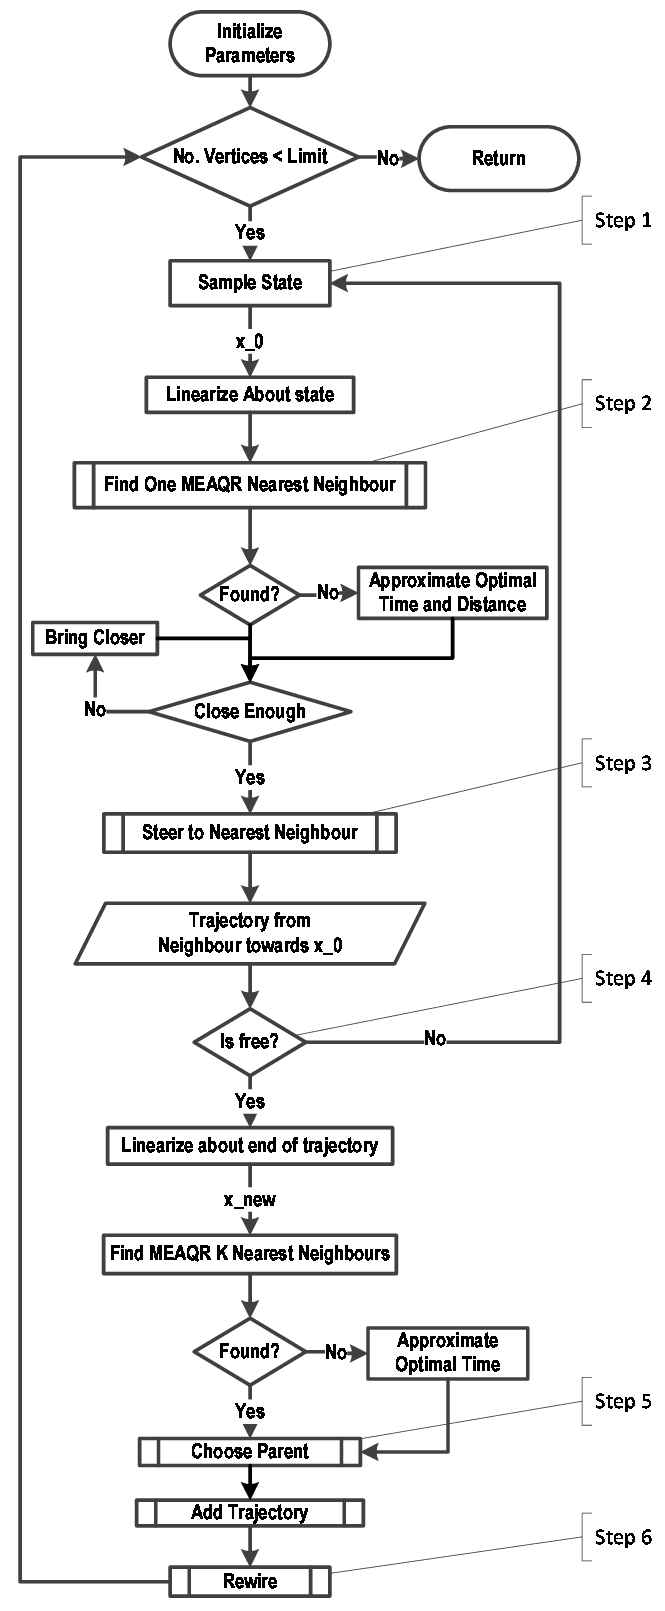 Initialize
Parameters
No. Vertices < Limit
No
Return
Yes
Step 1
Sample State
x_0
Linearize About state
Step 2
Find One MEAQR Nearest Neighbour
Found?
No
Approximate Optimal
Time and Distance
Bring Closer
No
Close Enough
Yes
Step 3
Steer to Nearest Neighbour
Trajectory from
Neighbour towards x_0
Step 4
Is free?
No
Yes
Linearize about end of trajectory
x_new
Find MEAQR K Nearest Neighbours
Found?
No
Approximate
Optimal Time
Yes
Step 5
Choose Parent
Add Trajectory
Step 6
Rewire